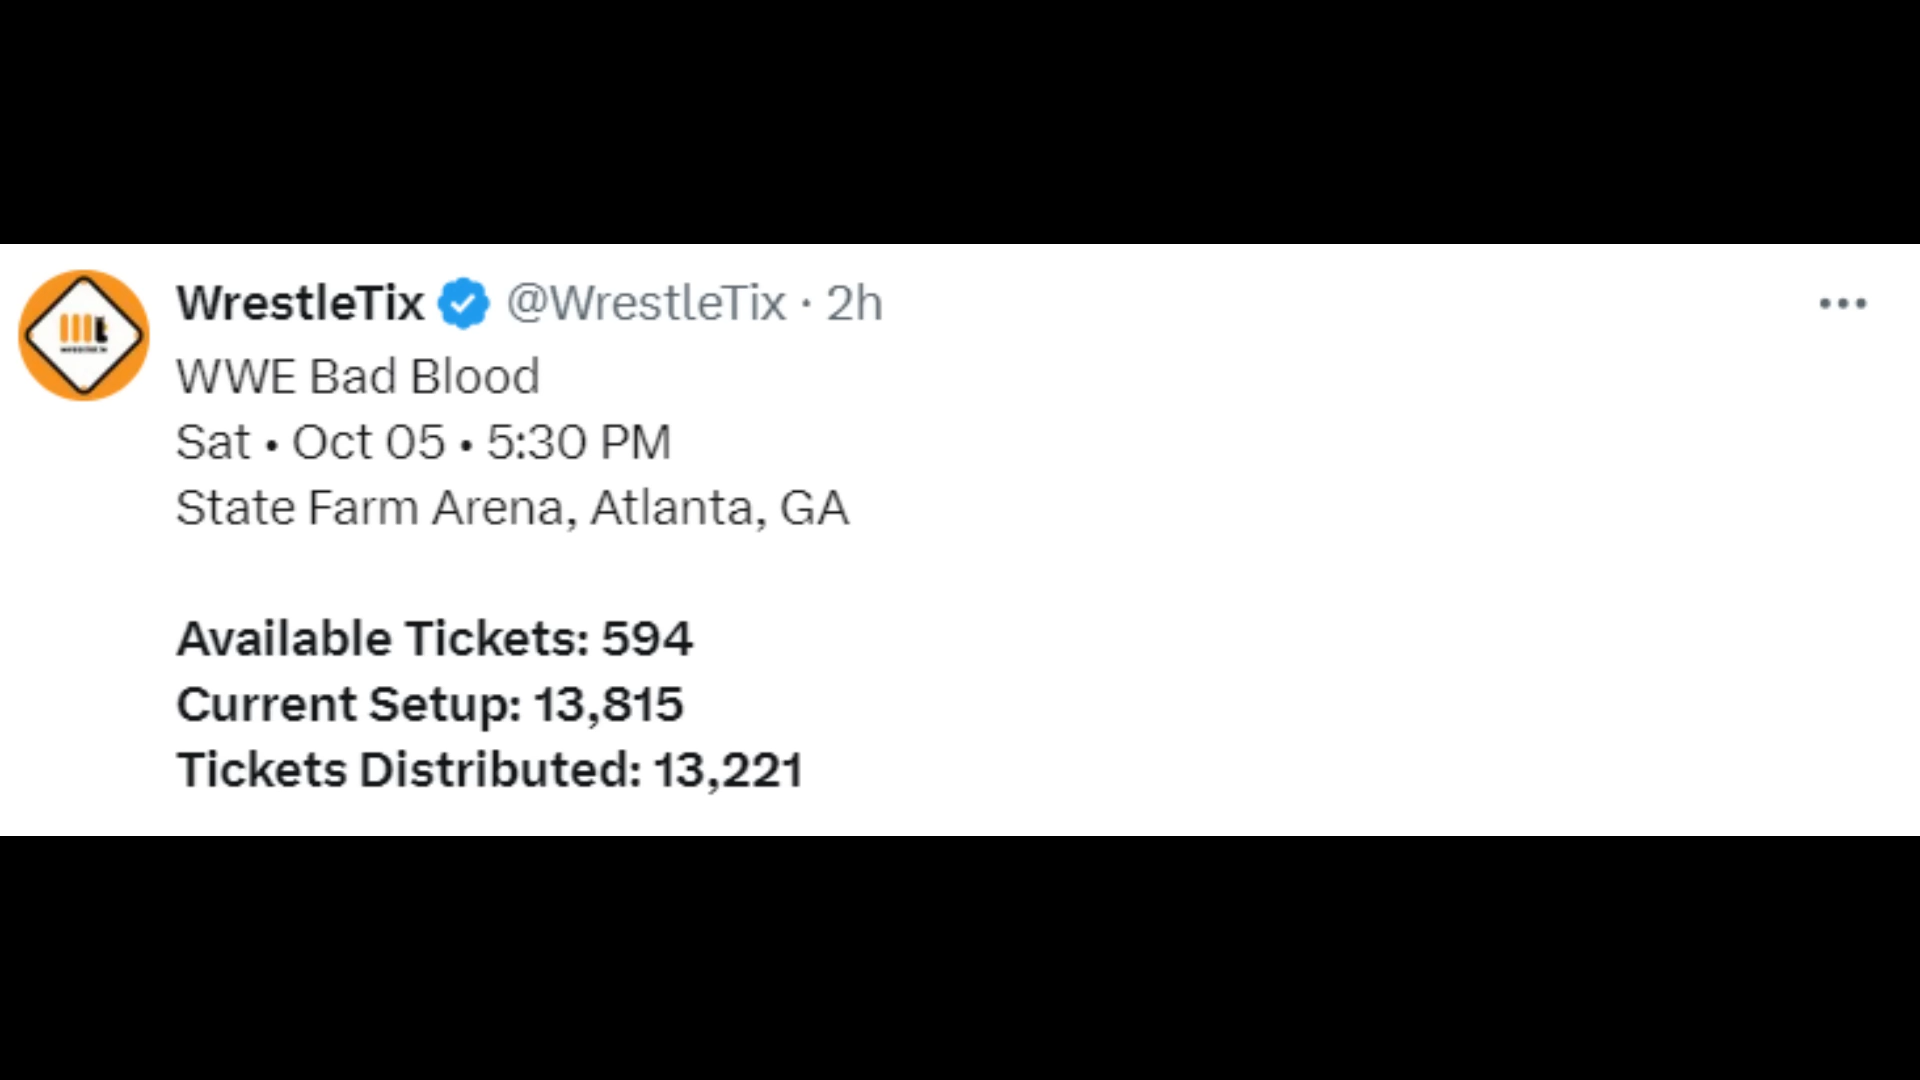 WrestleTix @WrestleTix · 2h
WWE Bad Blood
Sat • Oct 05 • 5:30 PM
State Farm Arena, Atlanta, GA
Available Tickets: 594
Current Setup: 13,815
Tickets Distributed: 13,221